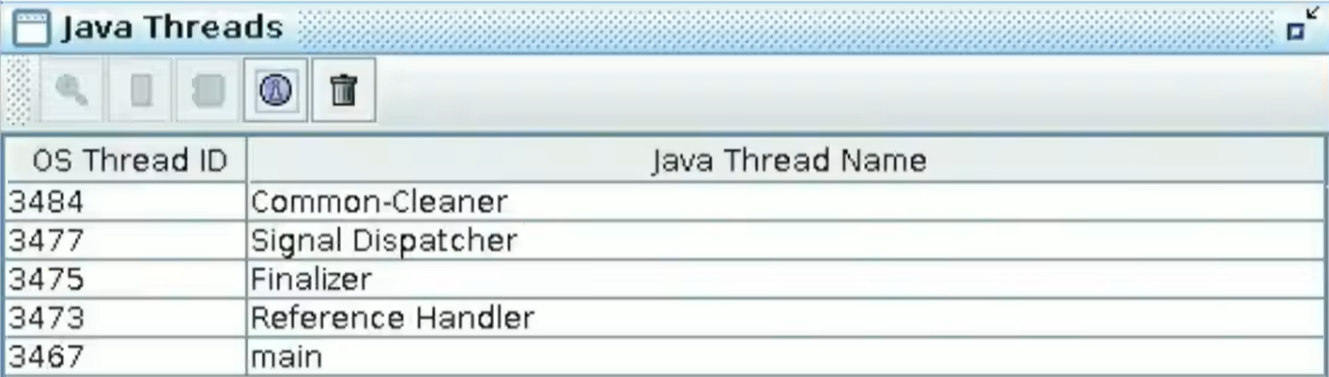 Java Threads
OS Thread ID Java Thread Name
3484 Common-Cleaner
3477 Signal Dispatcher
3475 Finalizer
3473 Reference Handler
3467 main